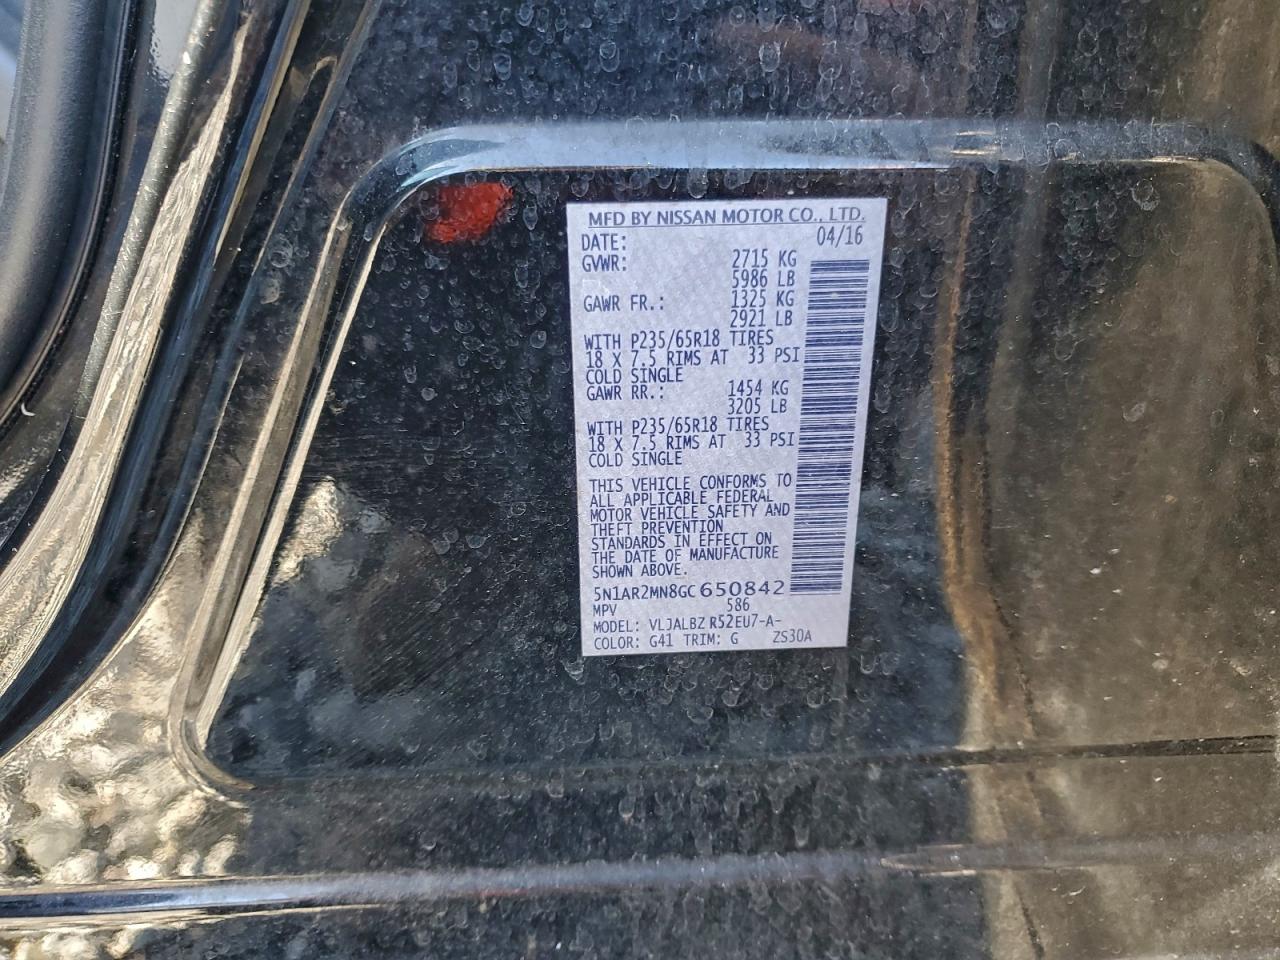 MFD BY NISSAN MOTOR CO., LTD.
DATE: 04/16
GVWR: 2715 KG
5986 LB
GAWR FR.: 1325 KG
2921 LB
WITH P235/65R18 TIRES
18 X 7.5 RIMS AT 33 PSI
COLD SINGLE
GAWR RR.: 1454 KG
3205 LB
WITH P235/65R18 TIRES
18 X 7.5 RIMS AT 33 PSI
COLD SINGLE
THIS VEHICLE CONFORMS TO
ALL APPLICABLE FEDERAL
MOTOR VEHICLE SAFETY AND
THEFT PREVENTION
STANDARDS IN EFFECT ON
THE DATE OF MANUFACTURE
SHOWN ABOVE.
5N1AR2MN8GC650842
MPV 586
MODEL: VLJALBZ R52EU7-A-
COLOR: G41 TRIM: G ZS30A